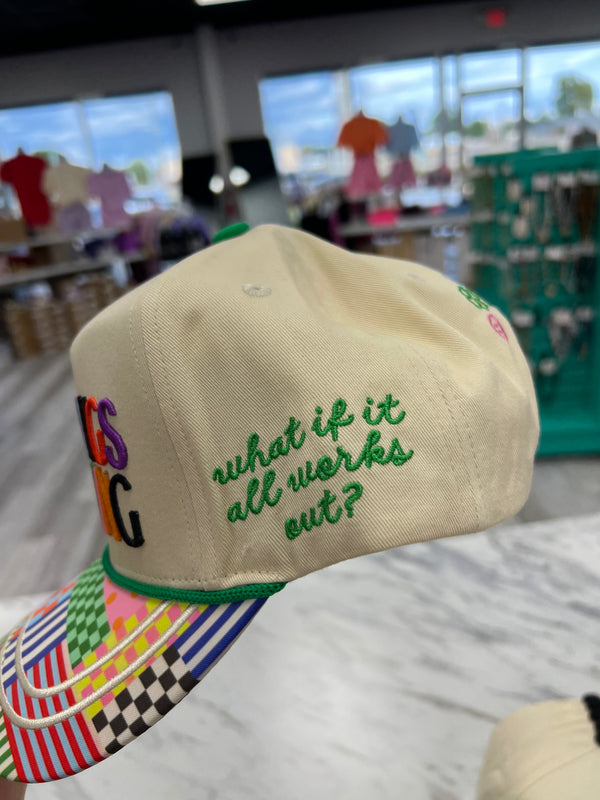 what if it
all works
out?